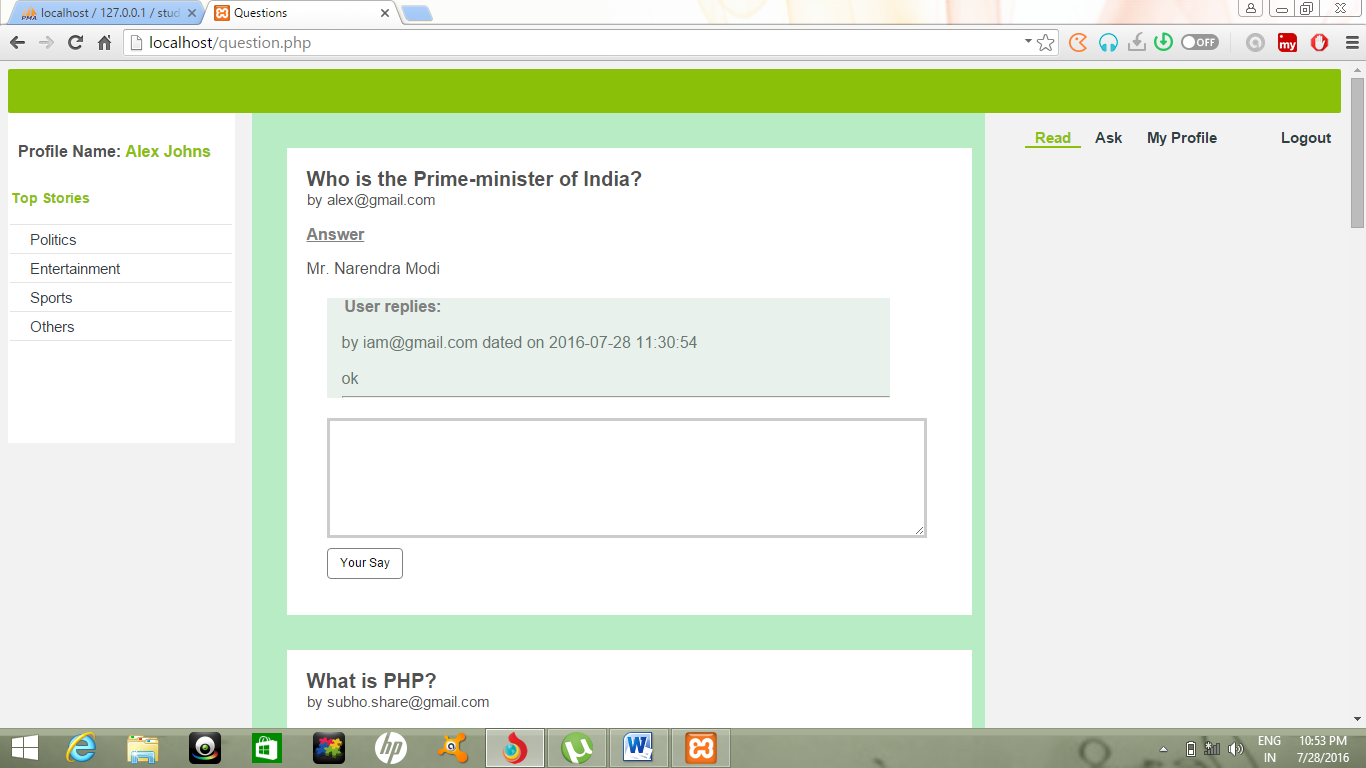 localhost / 127.0.0.1 / stud
Questions
localhost/question.php
OFF
my
Profile Name: Alex Johns
Top Stories
Politics
Entertainment
Sports
Others
Read Ask My Profile Logout
Who is the Prime-minister of India?
by alex@gmail.com
Answer
Mr. Narendra Modi
User replies:
by iam@gmail.com dated on 2016-07-28 11:30:54
ok
Your Say
What is PHP?
by subho.share@gmail.com
hp
ENG 10:53 PM
IN 7/28/2016